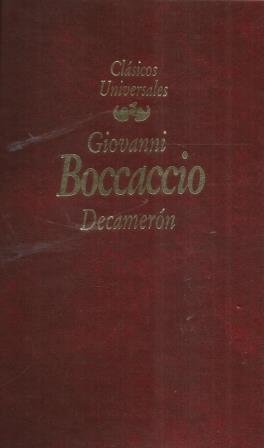 Clásicos
Universales
Giovanni
Boccaccio
Decamerón